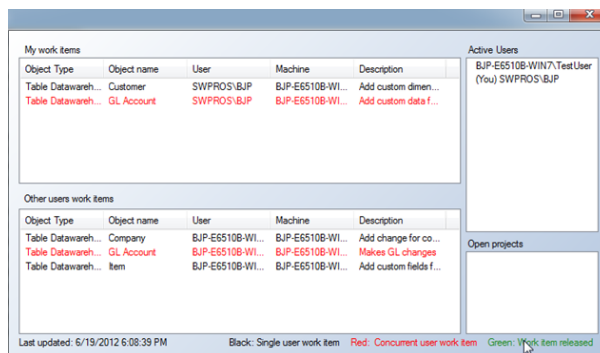 My work items
Object Type Object name User Machine Description
Table Datawareh... Customer SWPROS\BJP BJP-E6510B-WI... Add custom dimen...
Table Datawareh... GL Account SWPROS\BJP BJP-E6510B-WI... Add custom data f...
Active Users
BJP-E6510B-WIN7\TestUser
(You) SWPROS\BJP
Other users work items
Object Type Object name User Machine Description
Table Datawareh... Company BJP-E6510B-WI... BJP-E6510B-WI... Add change for co...
Table Datawareh... GL Account BJP-E6510B-WI... BJP-E6510B-WI... Makes GL changes
Table Datawareh... Item BJP-E6510B-WI... BJP-E6510B-WI... Add custom fields f...
Open projects
Last updated: 6/19/2012 6:08:39 PM Black: Single user work item Red: Concurrent user work item Green: Work item released